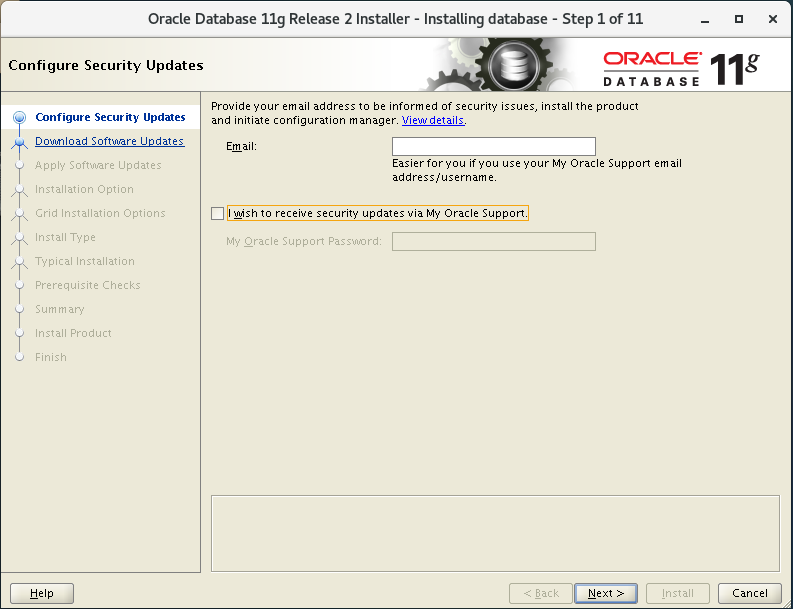 Oracle Database 11g Release 2 Installer - Installing database - Step 1 of 11
Configure Security Updates
ORACLE
DATABASE 11g
Configure Security Updates
Download Software Updates
Apply Software Updates
Installation Option
Grid Installation Options
Install Type
Typical Installation
Prerequisite Checks
Summary
Install Product
Finish
Provide your email address to be informed of security issues, install the product
and initiate configuration manager. View details.
Email:
Easier for you if you use your My Oracle Support email
address/username.
I wish to receive security updates via My Oracle Support.
My Oracle Support Password:
Help
< Back
Next >
Install
Cancel